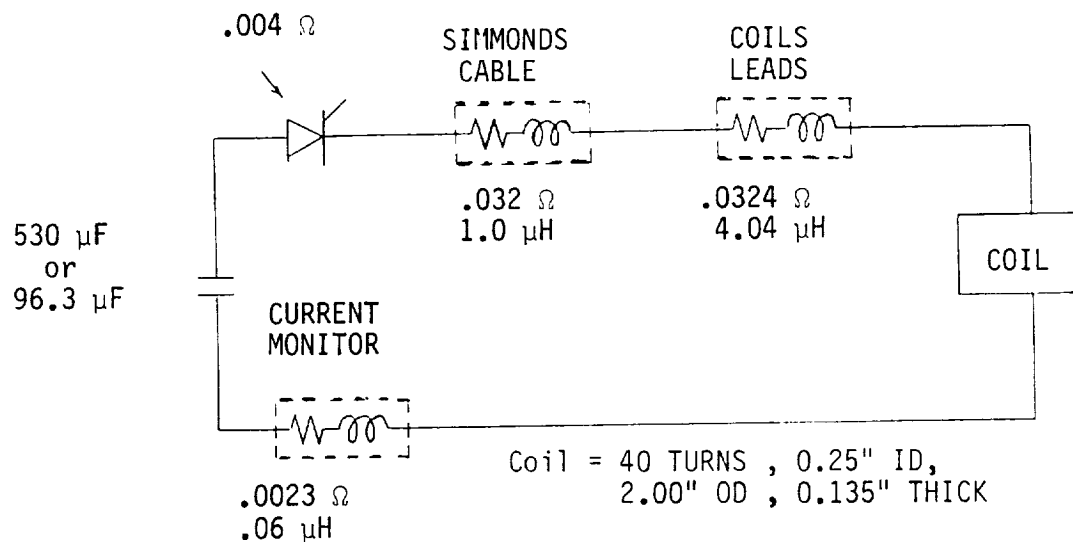 .004 Ω
SIMMONDS
CABLE
COILS
LEADS
.032 Ω
1.0 μH
.0324 Ω
4.04 μH
530 μF
or
96.3 μF
COIL
CURRENT
MONITOR
.0023 Ω
.06 μH
Coil = 40 TURNS , 0.25" ID,
2.00" OD , 0.135" THICK